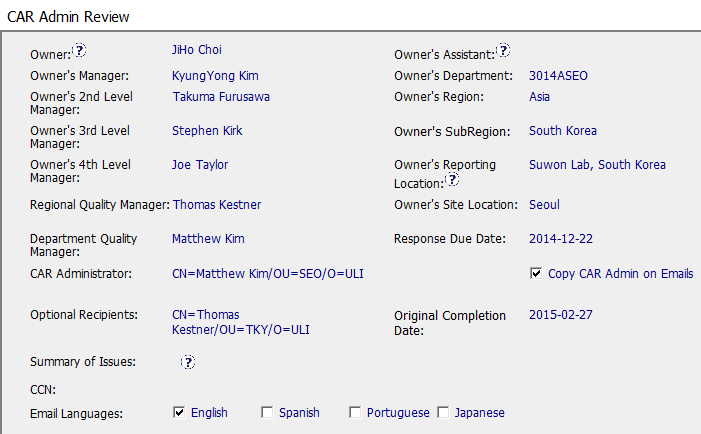 CAR Admin Review
Owner: ? JiHo Choi Owner's Assistant: ?
Owner's Manager: KyungYong Kim Owner's Department: 3014ASEO
Owner's 2nd Level Takuma Furusawa Owner's Region: Asia
Manager:
Owner's 3rd Level Stephen Kirk Owner's SubRegion: South Korea
Manager:
Owner's 4th Level Joe Taylor Owner's Reporting Suwon Lab, South Korea
Manager: Location: ?
Regional Quality Manager: Thomas Kestner Owner's Site Location: Seoul
Department Quality Matthew Kim Response Due Date: 2014-12-22
Manager:
CAR Administrator: CN=Matthew Kim/OU=SEO/O=ULI Copy CAR Admin on Emails
Optional Recipients: CN=Thomas Original Completion 2015-02-27
Kestner/OU=TKY/O=ULI Date:
Summary of Issues: ?
CCN:
Email Languages: English Spanish Portuguese Japanese